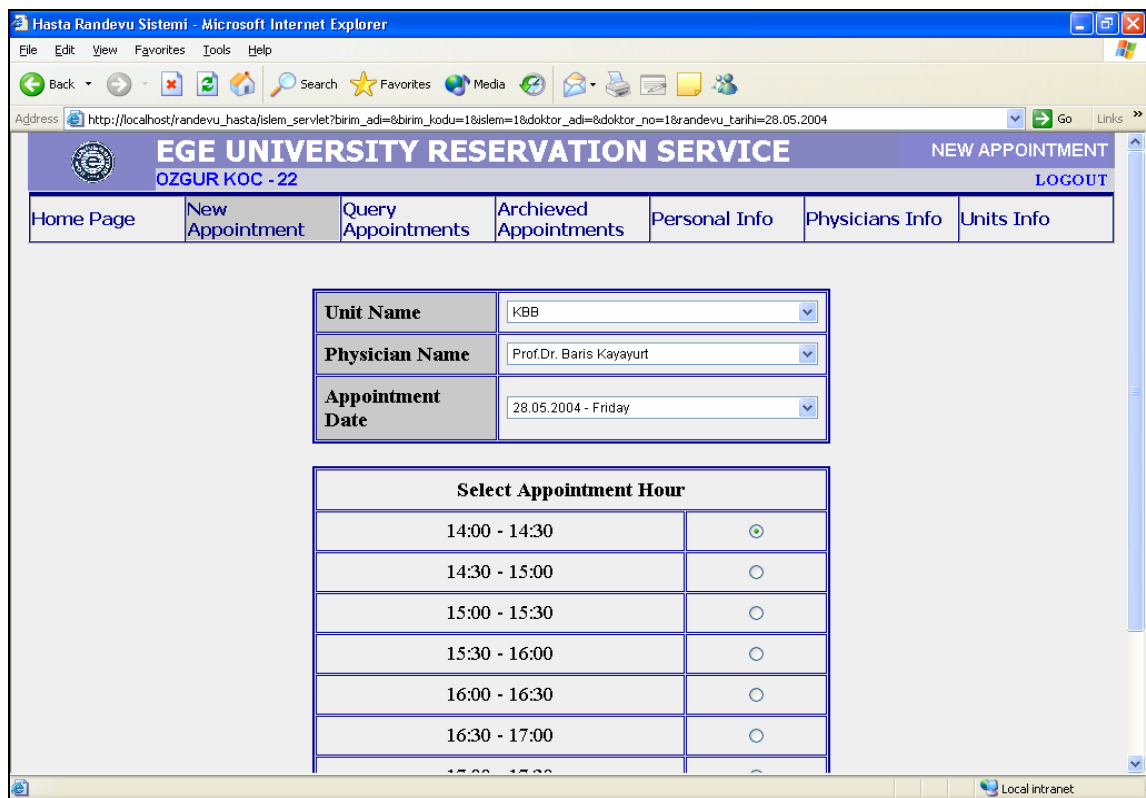 Hasta Randevu Sistemi - Microsoft Internet Explorer
File Edit View Favorites Tools Help
Back Search Favorites Media
Address http://localhost/randevu_hasta/islem_servlet?birim_adi=&birim_kodu=1&islem=1&doktor_adi=&doktor_no=1&randevu_tarihi=28.05.2004 Go Links »
EGE UNIVERSITY RESERVATION SERVICE NEW APPOINTMENT
OZGUR KOC - 22 LOGOUT
Home Page New Appointment Query Appointments Archieved Appointments Personal Info Physicians Info Units Info
Unit Name KBB
Physician Name Prof.Dr. Baris Kayayurt
Appointment Date 28.05.2004 - Friday
Select Appointment Hour
14:00 - 14:30
14:30 - 15:00
15:00 - 15:30
15:30 - 16:00
16:00 - 16:30
16:30 - 17:00
Local intranet